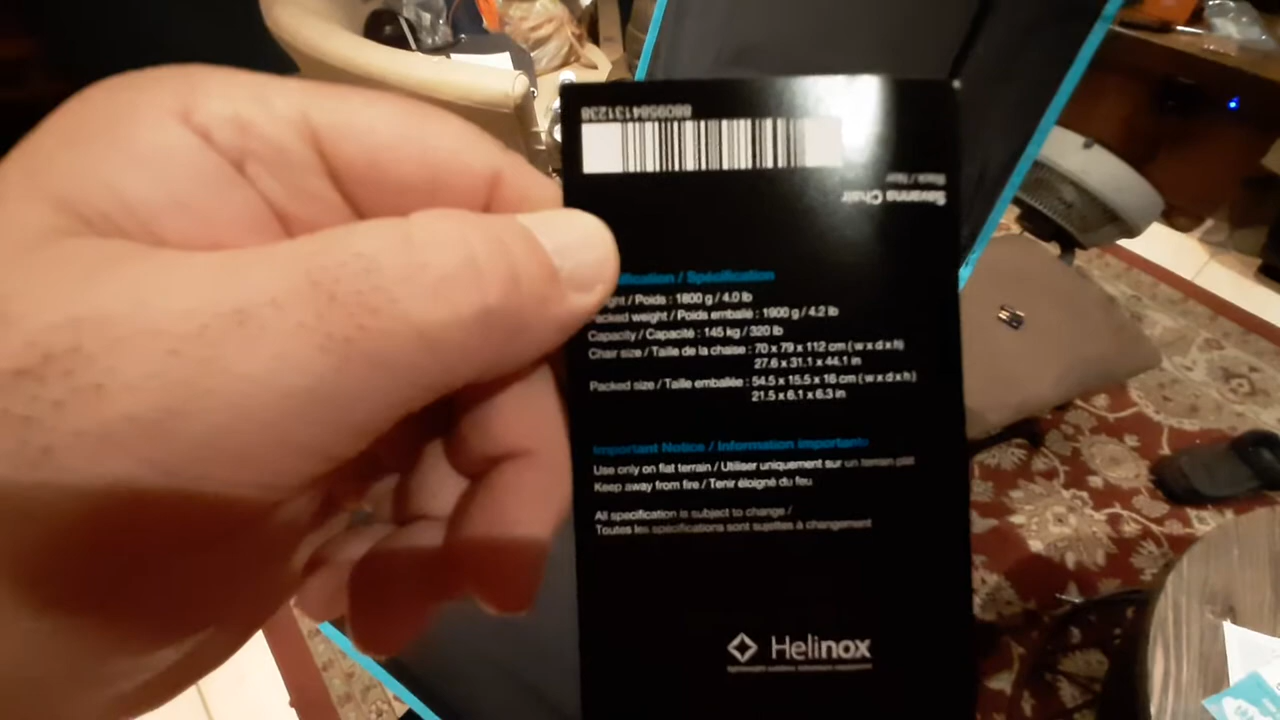 8809584131238
Savanna Chair
Black / Noir
/ Spécification
/ Poids : 1800 g / 4.0 lb
weight / Poids emballé : 1900 g / 4.2 lb
Capacity / Capacité : 145 kg / 320 lb
Chair size / Taille de la chaise : 70 x 79 x 112 cm ( w x d x h )
27.6 x 31.1 x 44.1 in
Packed size / Taille emballée : 54.5 x 15.5 x 16 cm ( w x d x h )
21.5 x 6.1 x 6.3 in
Important Notice / Information importante
Use only on flat terrain / Utiliser uniquement sur un terrain plat
Keep away from fire / Tenir éloigné du feu
All specification is subject to change /
Toutes les spécifications sont sujettes à changement
Helinox